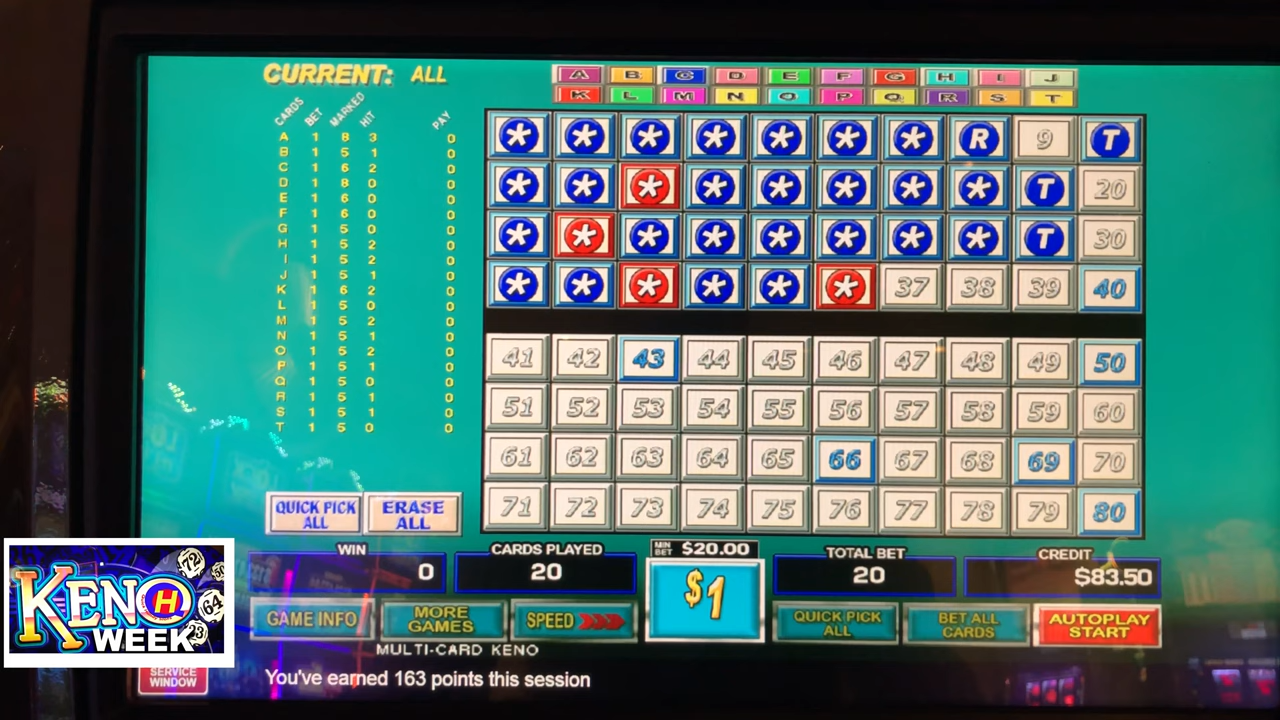 CURRENT: ALL
A B C D E F G H I J
K L M N O P Q R S T
CARDS BET MARKED HIT PAY
A 1 8 3 0
B 1 5 1 0
C 1 6 2 0
D 1 8 0 0
E 1 6 0 0
F 1 6 0 0
G 1 5 0 0
H 1 5 2 0
I 1 5 2 0
J 1 5 1 0
K 1 6 2 0
L 1 5 0 0
M 1 5 2 0
N 1 5 1 0
O 1 5 2 0
P 1 5 1 0
Q 1 5 0 0
R 1 5 1 0
S 1 5 1 0
T 1 5 0 0
* * * * * * * R 9 T
* * * * * * * * T 20
* * * * * * * * T 30
* * * * * * 37 38 39 40
41 42 43 44 45 46 47 48 49 50
51 52 53 54 55 56 57 58 59 60
61 62 63 64 65 66 67 68 69 70
71 72 73 74 75 76 77 78 79 80
QUICK PICK ALL
ERASE ALL
WIN
0
CARDS PLAYED
20
MIN BET $20.00
$1
TOTAL BET
20
CREDIT
$83.50
GAME INFO
MORE GAMES
SPEED
QUICK PICK ALL
BET ALL CARDS
AUTOPLAY START
MULTI-CARD KENO
SERVICE WINDOW
You've earned 163 points this session
KENO
H
WEEK
72
64